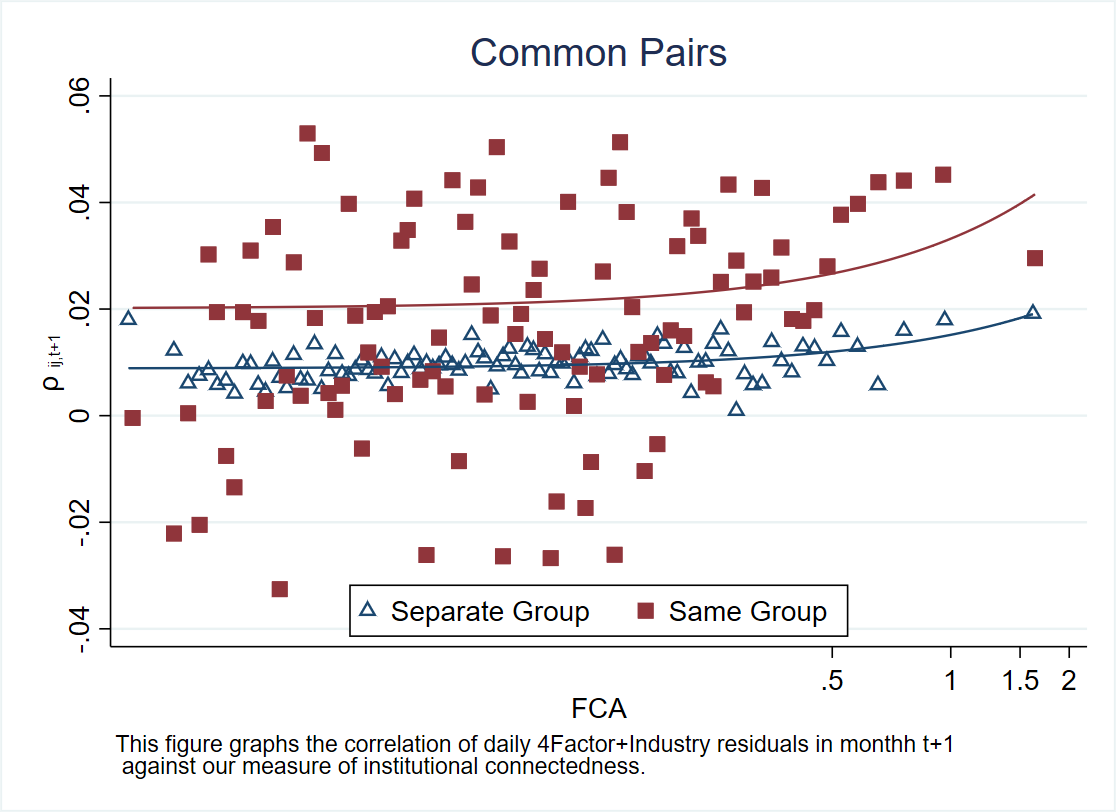 Common Pairs
.06
.04
.02
0
-.02
-.04
ρ ij,t+1
Separate Group
Same Group
.5
1
1.5
2
FCA
This figure graphs the correlation of daily 4Factor+Industry residuals in monthh t+1
against our measure of institutional connectedness.